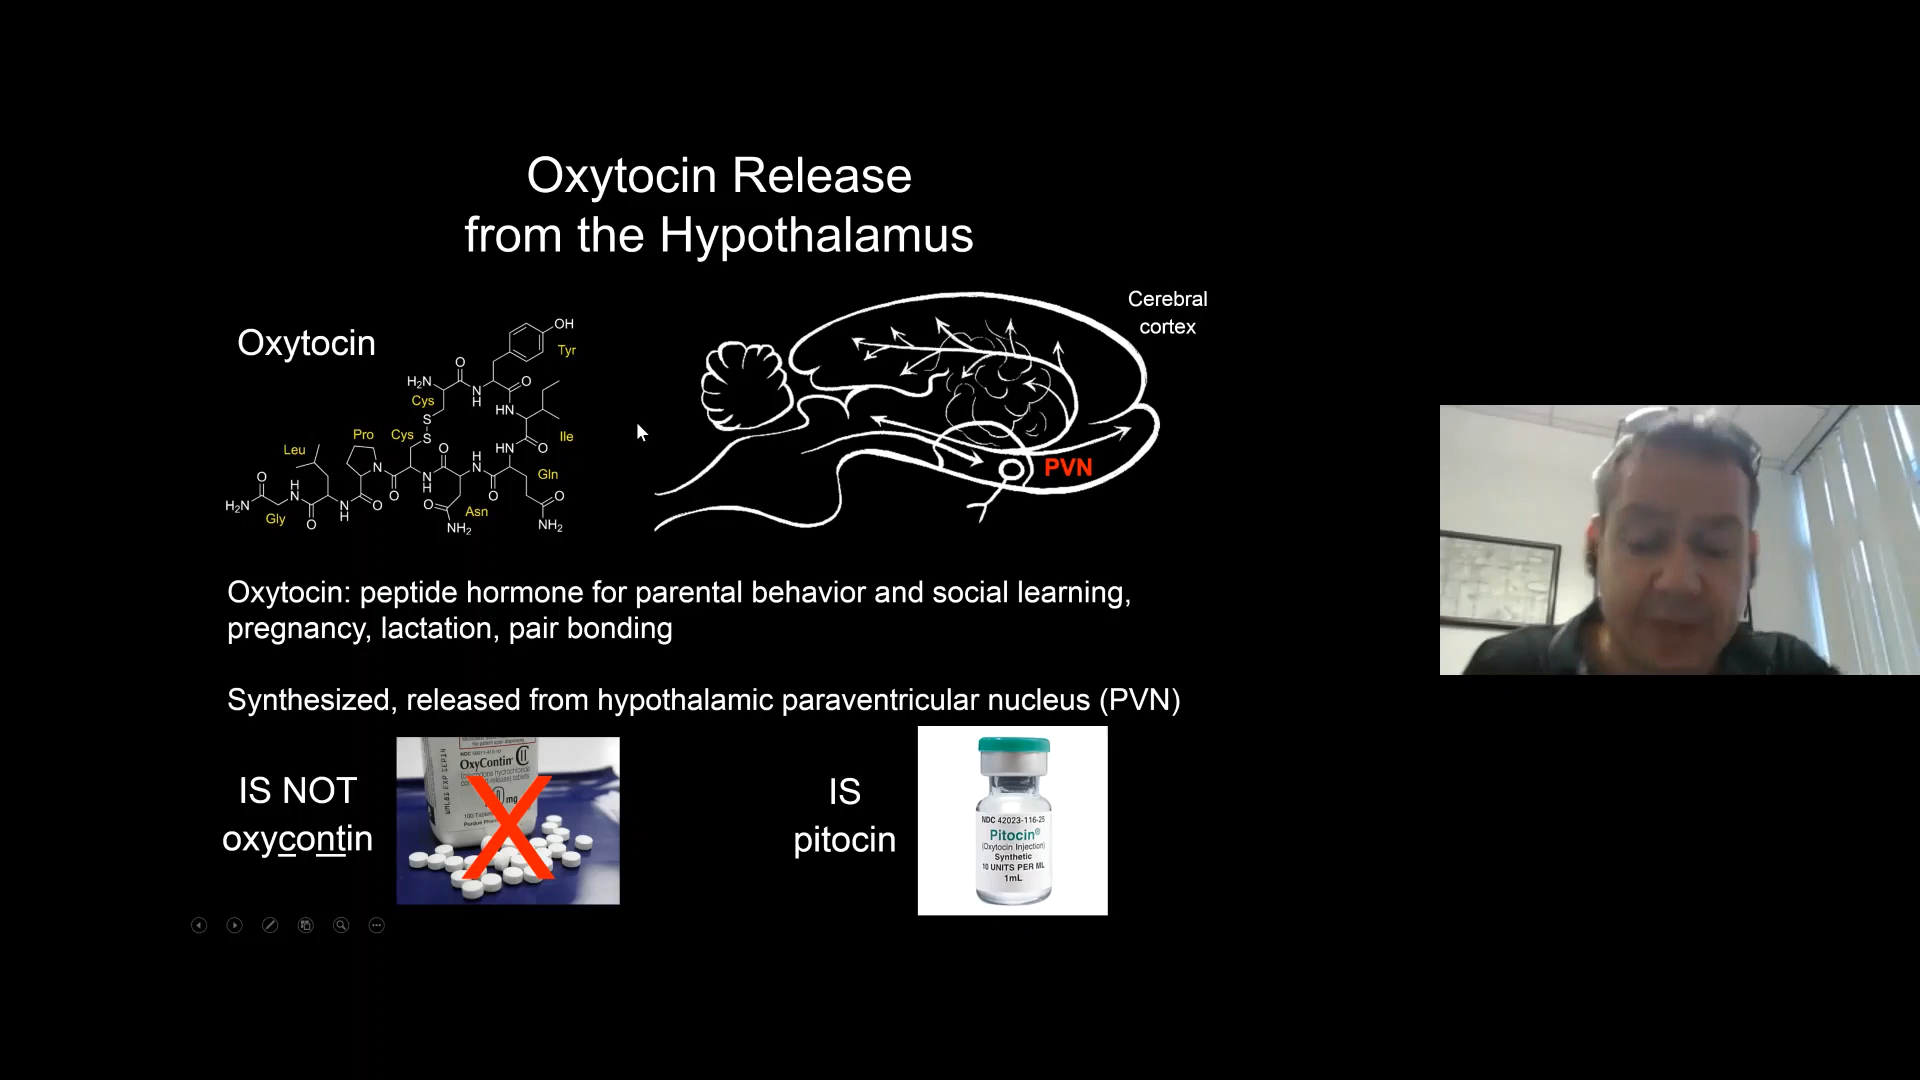 Oxytocin Release
from the Hypothalamus
Oxytocin
OH
Tyr
O
H₂N
O
N
H
Cys
HN
S
Ile
S
Cys
Pro
O
HN
O
Leu
H
N
Gln
N
O
N
H
O
O
O
H
N
H₂N
Gly
O
N
H
O
O
NH₂
Asn
NH₂
Cerebral
cortex
PVN
Oxytocin: peptide hormone for parental behavior and social learning,
pregnancy, lactation, pair bonding
Synthesized, released from hypothalamic paraventricular nucleus (PVN)
IS NOT
oxycontin
OxyContin CII
mg
X
IS
pitocin
NDC 42023-116-25
Pitocin®
(Oxytocin Injection)
Synthetic
10 UNITS PER ML
1mL